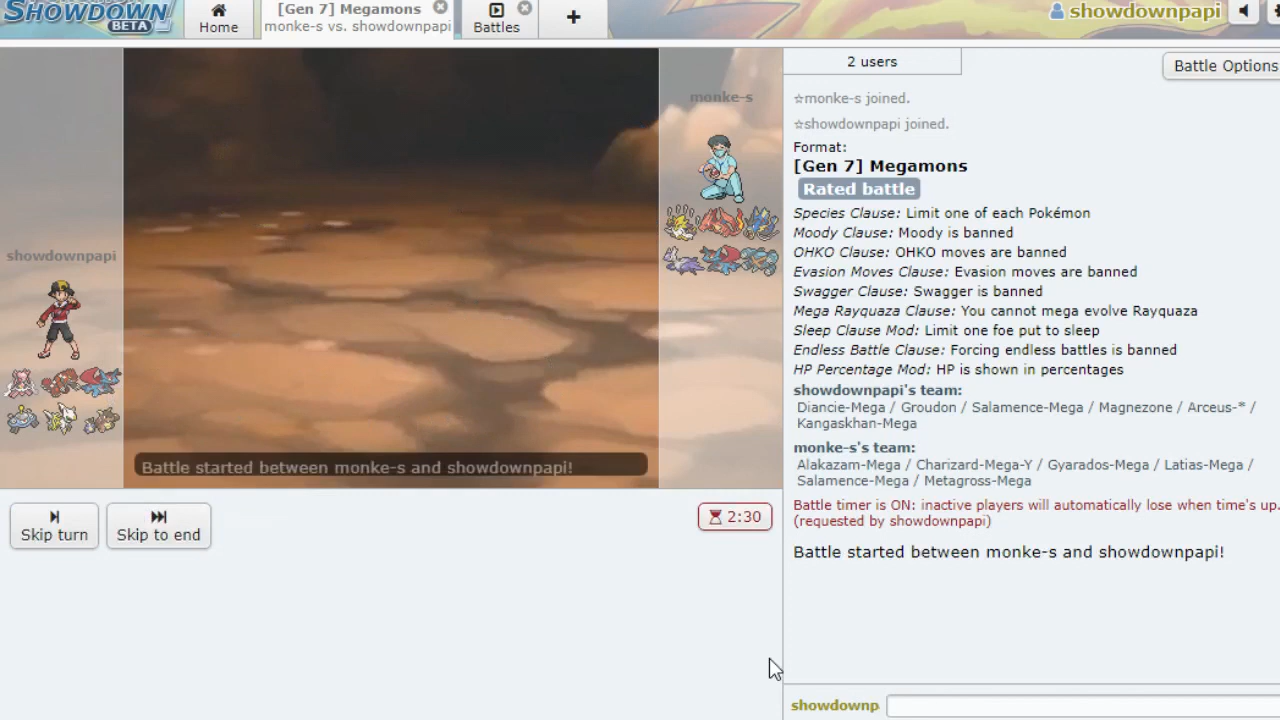 SHOWDOWN
BETA
Home
[Gen 7] Megamons
monke-s vs. showdownpapi
Battles
showdownpapi
2 users
Battle Options
monke-s
showdownpapi
☆monke-s joined.
☆showdownpapi joined.
Format:
[Gen 7] Megamons
Rated battle
Species Clause: Limit one of each Pokémon
Moody Clause: Moody is banned
OHKO Clause: OHKO moves are banned
Evasion Moves Clause: Evasion moves are banned
Swagger Clause: Swagger is banned
Mega Rayquaza Clause: You cannot mega evolve Rayquaza
Sleep Clause Mod: Limit one foe put to sleep
Endless Battle Clause: Forcing endless battles is banned
HP Percentage Mod: HP is shown in percentages
showdownpapi's team:
Diancie-Mega / Groudon / Salamence-Mega / Magnezone / Arceus-* /
Kangaskhan-Mega
monke-s's team:
Alakazam-Mega / Charizard-Mega-Y / Gyarados-Mega / Latias-Mega /
Salamence-Mega / Metagross-Mega
Battle timer is ON: inactive players will automatically lose when time's up.
(requested by showdownpapi)
Battle started between monke-s and showdownpapi!
Battle started between monke-s and showdownpapi!
Skip turn
Skip to end
2:30
showdownp